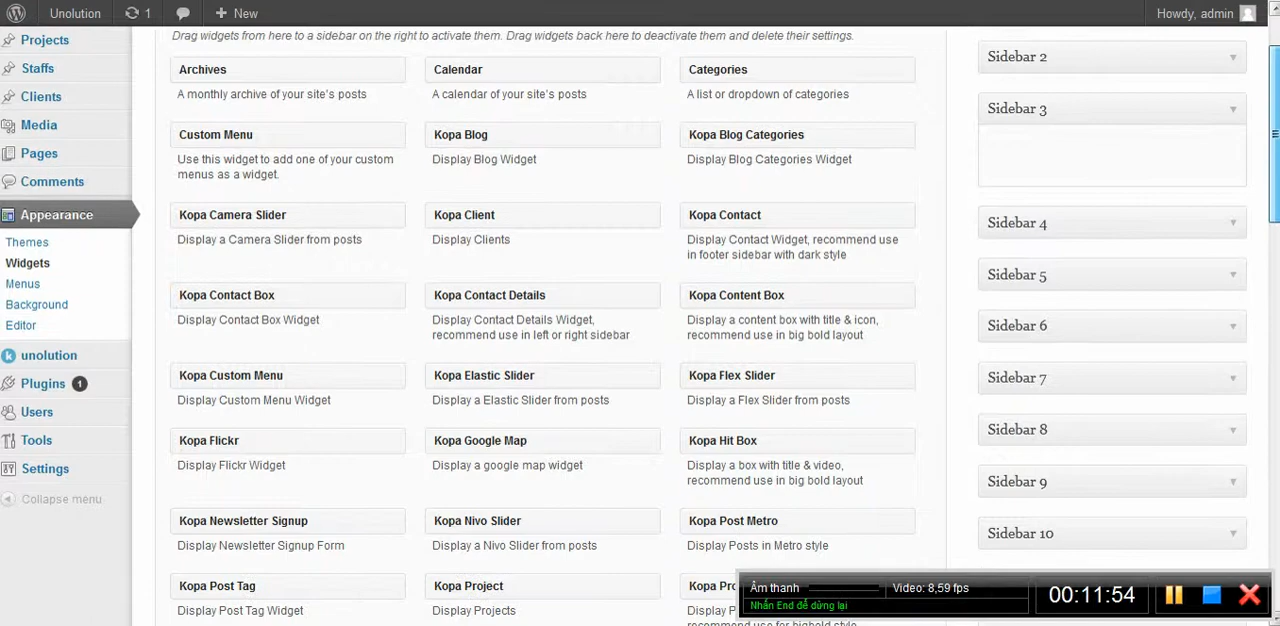 Unolution 1 New Howdy, admin
Projects
Staffs
Clients
Media
Pages
Comments
Appearance
Themes
Widgets
Menus
Background
Editor
unolution
Plugins 1
Users
Tools
Settings
Collapse menu
Drag widgets from here to a sidebar on the right to activate them. Drag widgets back here to deactivate them and delete their settings.
Archives
A monthly archive of your site's posts
Calendar
A calendar of your site's posts
Categories
A list or dropdown of categories
Custom Menu
Use this widget to add one of your custom
menus as a widget.
Kopa Blog
Display Blog Widget
Kopa Blog Categories
Display Blog Categories Widget
Kopa Camera Slider
Display a Camera Slider from posts
Kopa Client
Display Clients
Kopa Contact
Display Contact Widget, recommend use
in footer sidebar with dark style
Kopa Contact Box
Display Contact Box Widget
Kopa Contact Details
Display Contact Details Widget,
recommend use in left or right sidebar
Kopa Content Box
Display a content box with title & icon,
recommend use in big bold layout
Kopa Custom Menu
Display Custom Menu Widget
Kopa Elastic Slider
Display a Elastic Slider from posts
Kopa Flex Slider
Display a Flex Slider from posts
Kopa Flickr
Display Flickr Widget
Kopa Google Map
Display a google map widget
Kopa Hit Box
Display a box with title & video,
recommend use in big bold layout
Kopa Newsletter Signup
Display Newsletter Signup Form
Kopa Nivo Slider
Display a Nivo Slider from posts
Kopa Post Metro
Display Posts in Metro style
Kopa Post Tag
Display Post Tag Widget
Kopa Project
Display Projects
Sidebar 2
Sidebar 3
Sidebar 4
Sidebar 5
Sidebar 6
Sidebar 7
Sidebar 8
Sidebar 9
Sidebar 10
Âm thanh
Video: 8,59 fps
Nhấn End để dừng lại
00:11:54